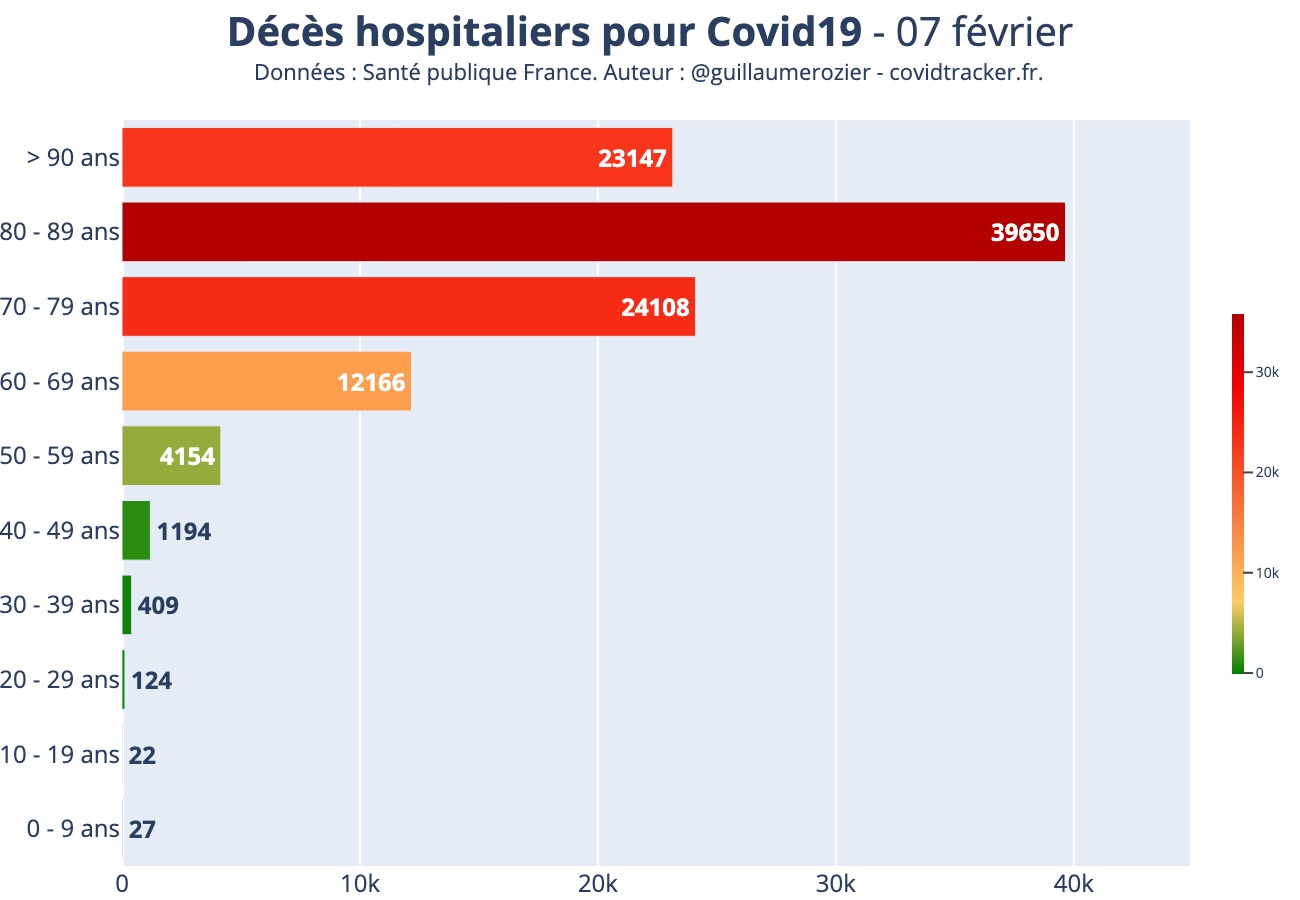 Décès hospitaliers pour Covid19 - 07 février
Données : Santé publique France. Auteur : @guillaumerozier - covidtracker.fr.
> 90 ans 23147
80 - 89 ans 39650
70 - 79 ans 24108
60 - 69 ans 12166
50 - 59 ans 4154
40 - 49 ans 1194
30 - 39 ans 409
20 - 29 ans 124
10 - 19 ans 22
0 - 9 ans 27
0 10k 20k 30k 40k
30k
20k
10k
0